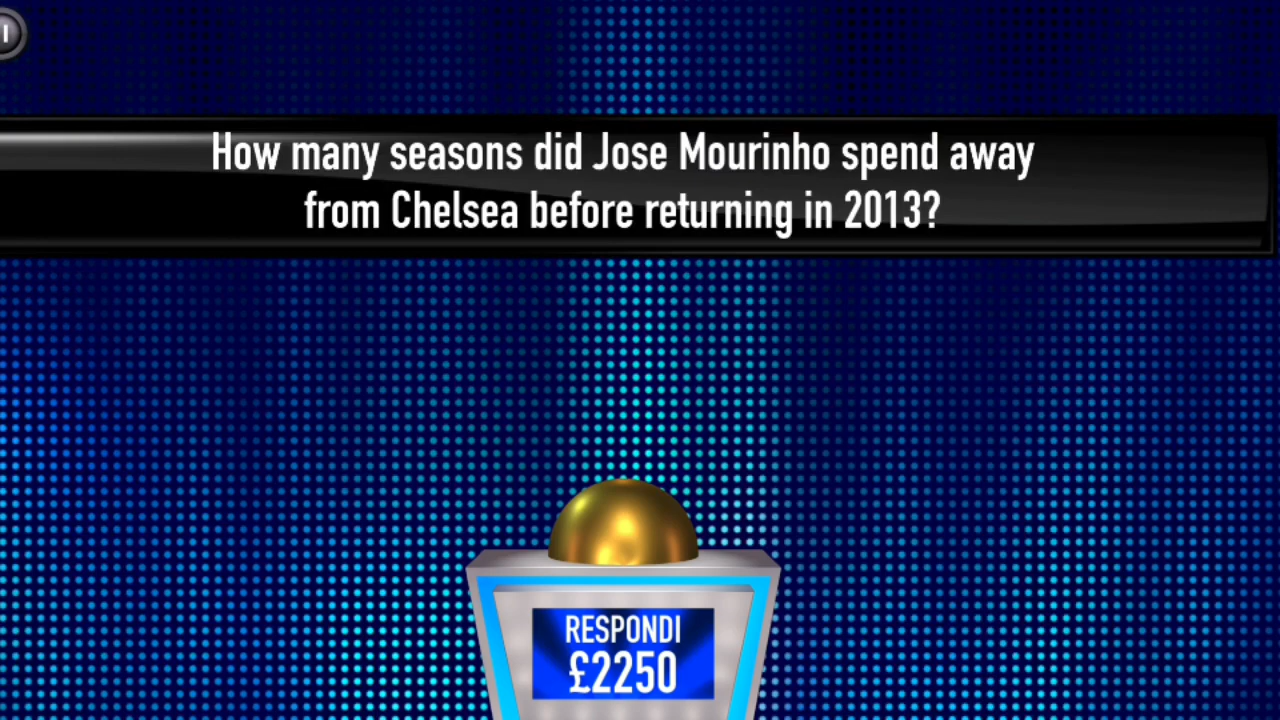 How many seasons did Jose Mourinho spend away
from Chelsea before returning in 2013?
RESPONDI
£2250